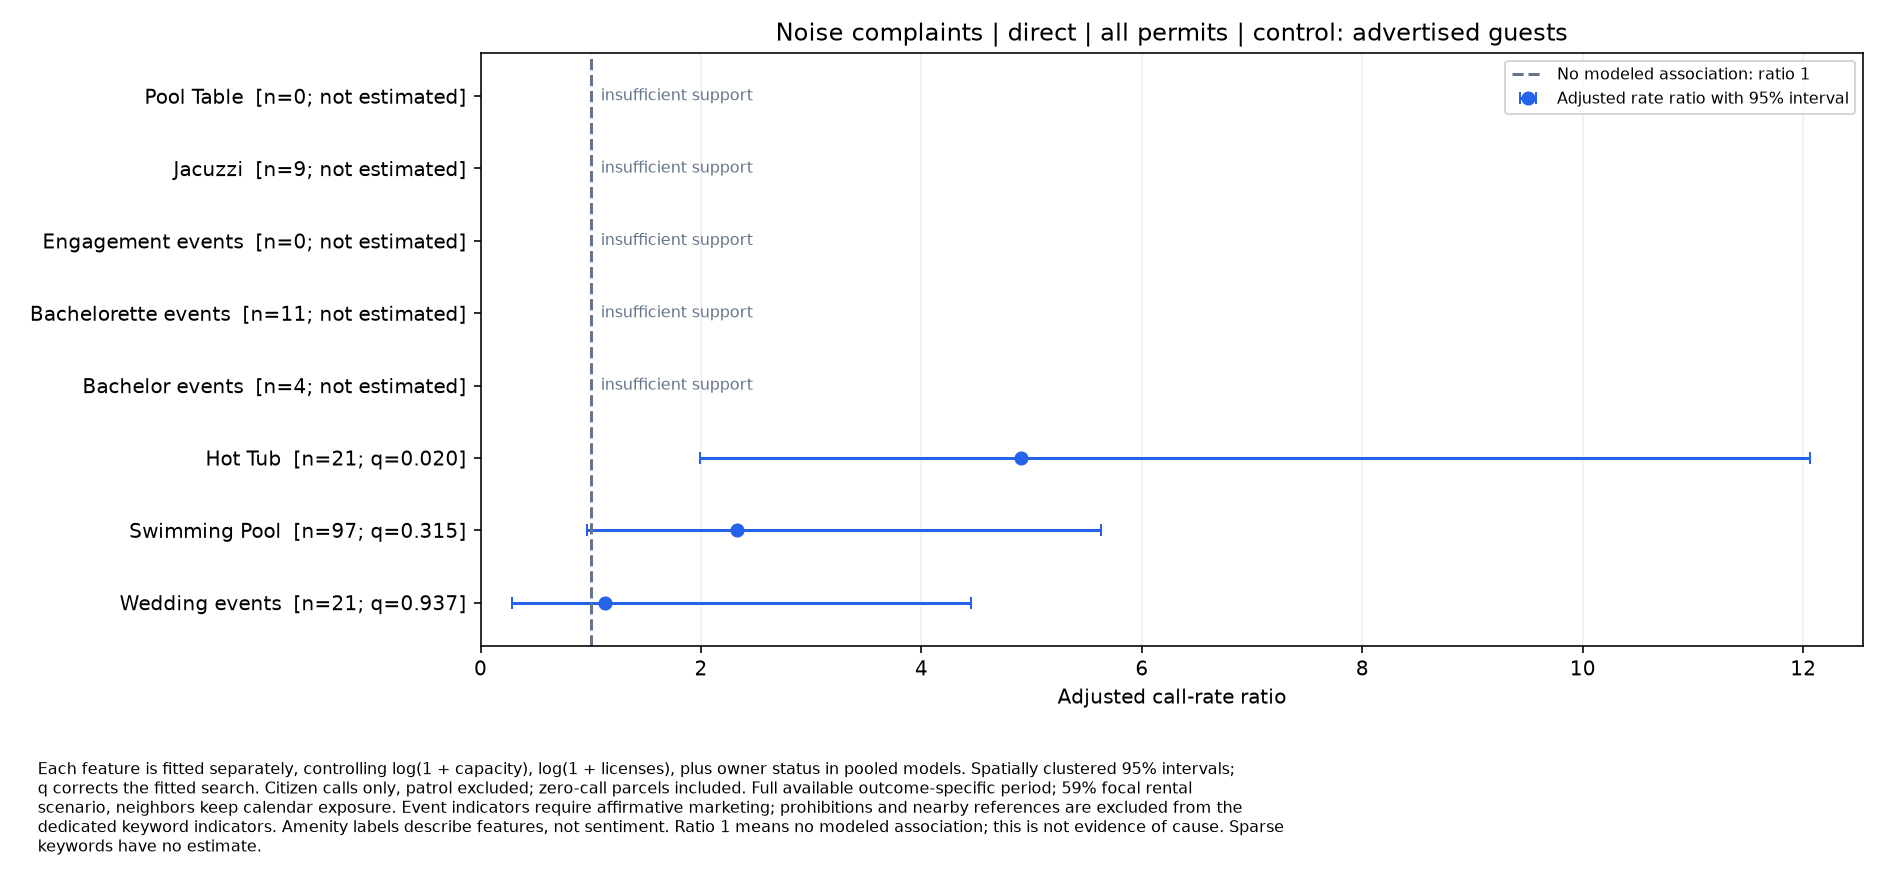 Noise complaints | direct | all permits | control: advertised guests
No modeled association: ratio 1
Adjusted rate ratio with 95% interval
Pool Table [n=0; not estimated]
insufficient support
Jacuzzi [n=9; not estimated]
insufficient support
Engagement events [n=0; not estimated]
insufficient support
Bachelorette events [n=11; not estimated]
insufficient support
Bachelor events [n=4; not estimated]
insufficient support
Hot Tub [n=21; q=0.020]
Swimming Pool [n=97; q=0.315]
Wedding events [n=21; q=0.937]
0 2 4 6 8 10 12
Adjusted call-rate ratio
Each feature is fitted separately, controlling log(1 + capacity), log(1 + licenses), plus owner status in pooled models. Spatially clustered 95% intervals;
q corrects the fitted search. Citizen calls only, patrol excluded; zero-call parcels included. Full available outcome-specific period; 59% focal rental
scenario, neighbors keep calendar exposure. Event indicators require affirmative marketing; prohibitions and nearby references are excluded from the
dedicated keyword indicators. Amenity labels describe features, not sentiment. Ratio 1 means no modeled association; this is not evidence of cause. Sparse
keywords have no estimate.